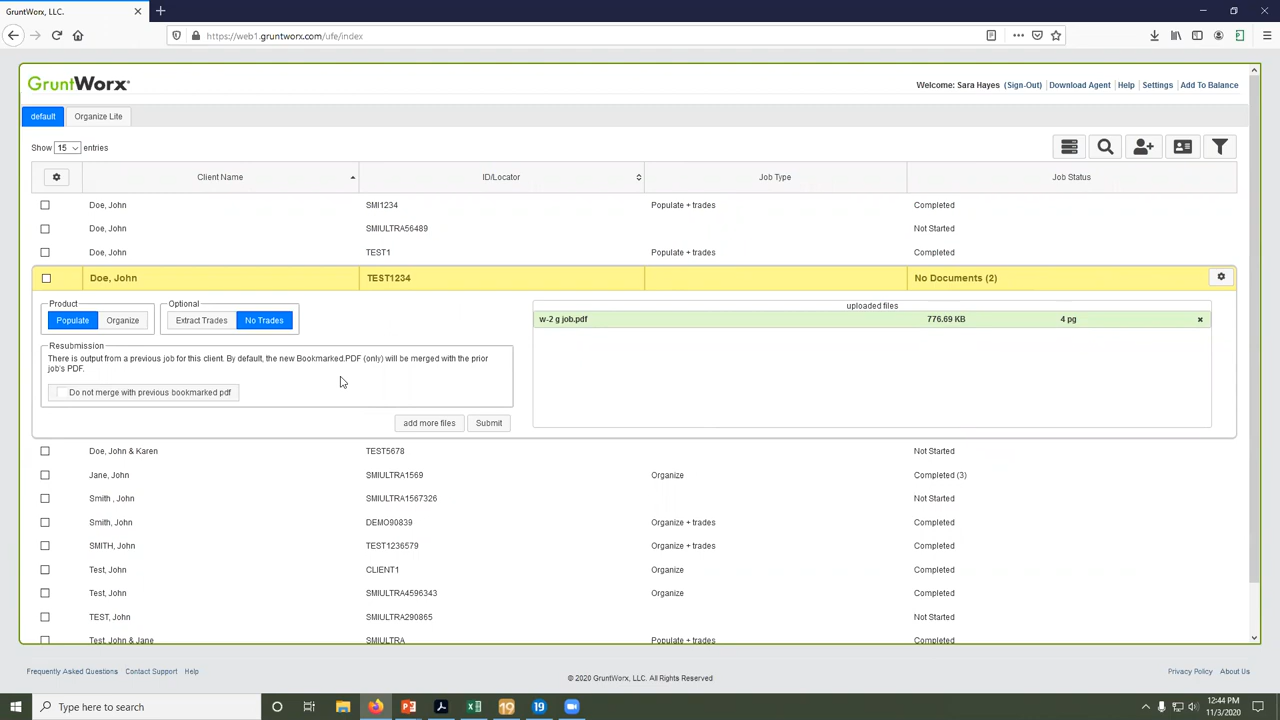 GruntWorx, LLC.
https://web1.gruntworx.com/ufe/index
GruntWorx
Welcome: Sara Hayes (Sign-Out) Download Agent Help Settings Add To Balance
default Organize Lite
Show 15 entries
Client Name ID/Locator Job Type Job Status
Doe, John SMI1234 Populate + trades Completed
Doe, John SMIULTRA56489 Not Started
Doe, John TEST1 Populate + trades Completed
Doe, John TEST1234 No Documents (2)
Product Optional uploaded files
Populate Organize Extract Trades No Trades w-2 g job.pdf 776.69 KB 4 pg
Resubmission
There is output from a previous job for this client. By default, the new Bookmarked.PDF (only) will be merged with the prior
job's PDF.
Do not merge with previous bookmarked pdf
add more files Submit
Doe, John & Karen TEST5678 Not Started
Jane, John SMIULTRA1569 Organize Completed (3)
Smith , John SMIULTRA1567326 Not Started
Smith, John DEMO90839 Organize + trades Completed
SMITH, John TEST1236579 Organize + trades Completed
Test, John CLIENT1 Organize Completed
Test, John SMIULTRA4596343 Organize Completed
TEST, John SMIULTRA290865 Not Started
Test, John & Jane SMIULTRA Populate + trades Completed
Frequently Asked Questions Contact Support Help Privacy Policy About Us
© 2020 GruntWorx, LLC. All Rights Reserved.
Type here to search 19 19 12:44 PM
11/3/2020